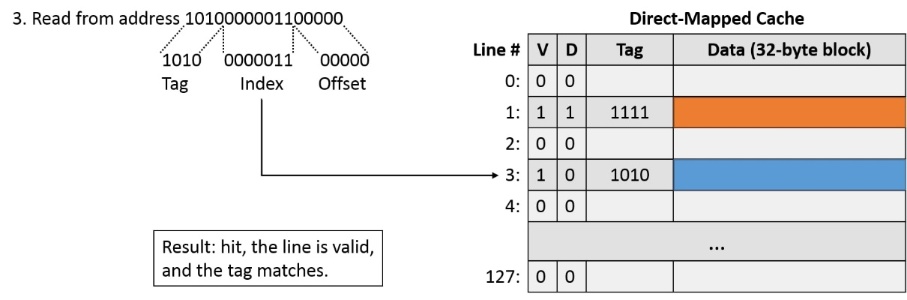 3. Read from address 1010000001100000
1010 0000011 00000
Tag Index Offset
Result: hit, the line is valid,
and the tag matches.
Direct-Mapped Cache
Line # V D Tag Data (32-byte block)
0: 0 0
1: 1 1 1111
2: 0 0
3: 1 0 1010
4: 0 0
...
127: 0 0